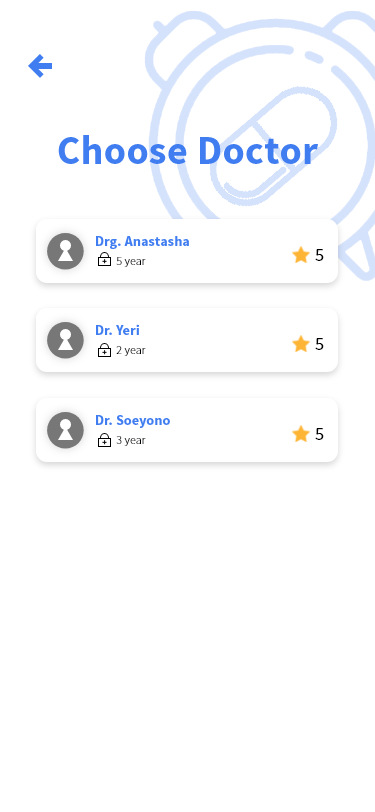 Choose Doctor
Drg. Anastasha
5 year
5
Dr. Yeri
2 year
5
Dr. Soeyono
3 year
5